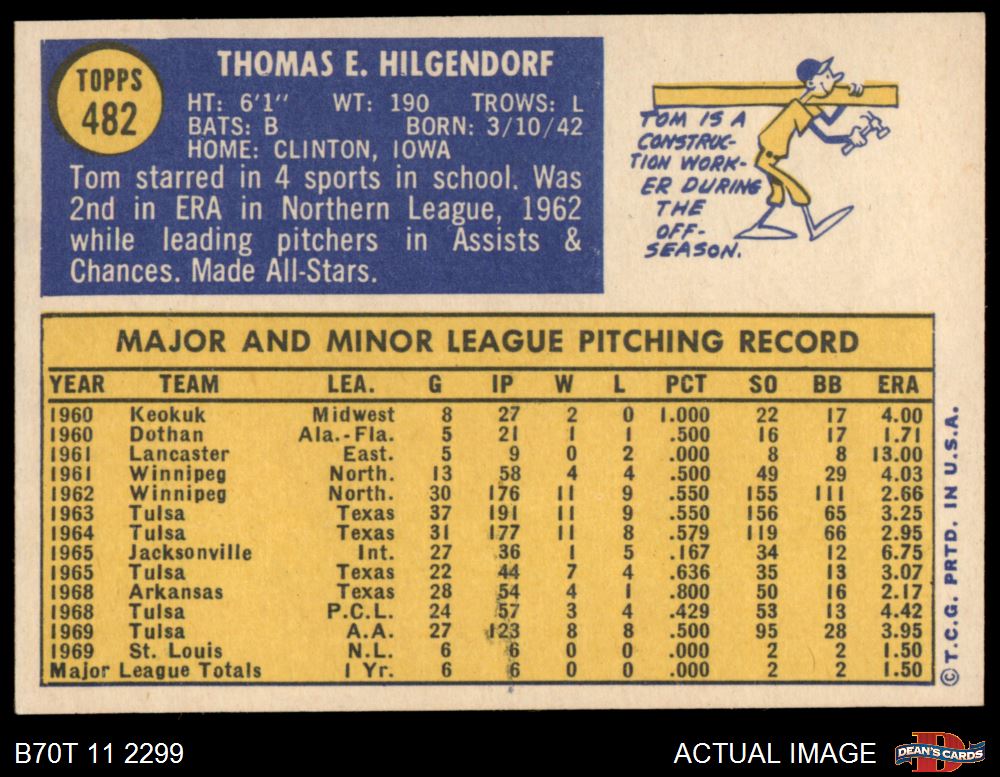 TOPPS
482
THOMAS E. HILGENDORF
HT: 6'1" WT: 190 TROWS: L
BATS: B BORN: 3/10/42
HOME: CLINTON, IOWA
Tom starred in 4 sports in school. Was
2nd in ERA in Northern League, 1962
while leading pitchers in Assists &
Chances. Made All-Stars.
TOM IS A
CONSTRUC-
TION WORK-
ER DURING
THE
OFF-
SEASON.
MAJOR AND MINOR LEAGUE PITCHING RECORD
YEAR TEAM LEA. G IP W L PCT SO BB ERA
1960 Keokuk Midwest 8 27 2 0 1.000 22 17 4.00
1960 Dothan Ala.-Fla. 5 21 1 1 .500 16 17 1.71
1961 Lancaster East. 5 9 0 2 .000 8 8 13.00
1961 Winnipeg North. 13 58 4 4 .500 49 29 4.03
1962 Winnipeg North. 30 176 11 9 .550 155 111 2.66
1963 Tulsa Texas 37 191 11 9 .550 156 65 3.25
1964 Tulsa Texas 31 177 11 8 .579 119 66 2.95
1965 Jacksonville Int. 27 36 1 5 .167 34 12 6.75
1965 Tulsa Texas 22 44 7 4 .636 35 13 3.07
1968 Arkansas Texas 28 54 4 1 .800 50 16 2.17
1968 Tulsa P.C.L. 24 57 3 4 .429 53 13 4.42
1969 Tulsa A.A. 27 123 8 8 .500 95 28 3.95
1969 St. Louis N.L. 6 6 0 0 .000 2 2 1.50
Major League Totals 1 Yr. 6 6 0 0 .000 2 2 1.50
© T.C.G. PRTD. IN U.S.A.
B70T 11 2299
ACTUAL IMAGE
DEAN'S CARDS